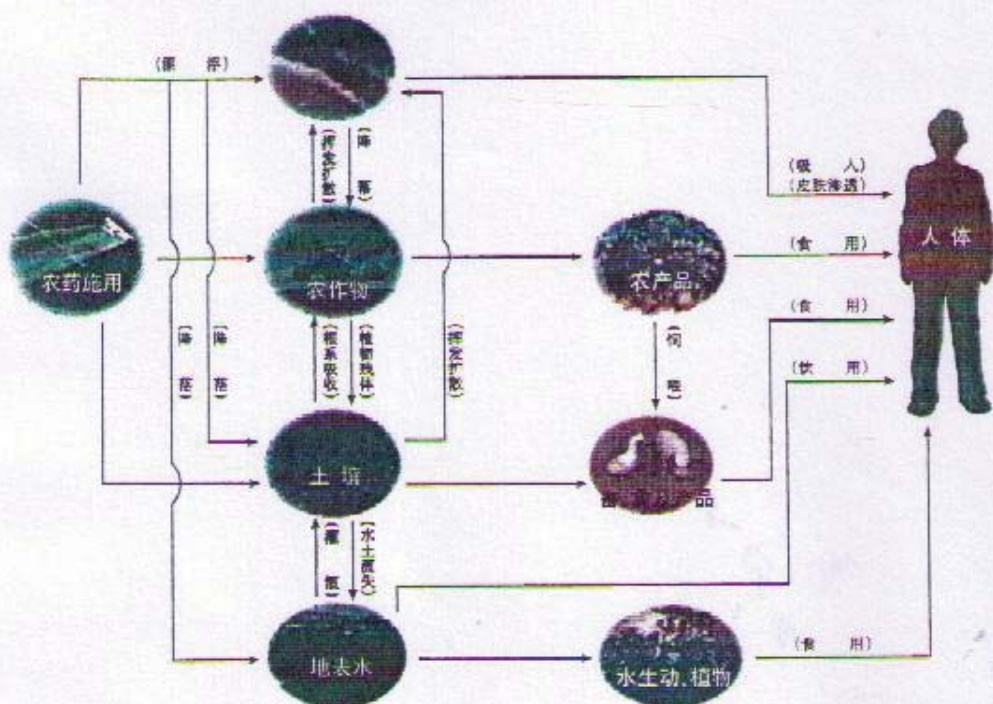 (漂 浮)
(挥发扩散)
(降 落)
(吸 入)
(皮肤渗透)
农药施用
农作物
农产品
(食 用)
人 体
(降 落)
(降 落)
(根系吸收)
(植物残体)
(挥发扩散)
(饲 喂)
(食 用)
(饮 用)
土 壤
产品
(灌 溉)
(水土流失)
地表水
水生动、植物
(食 用)